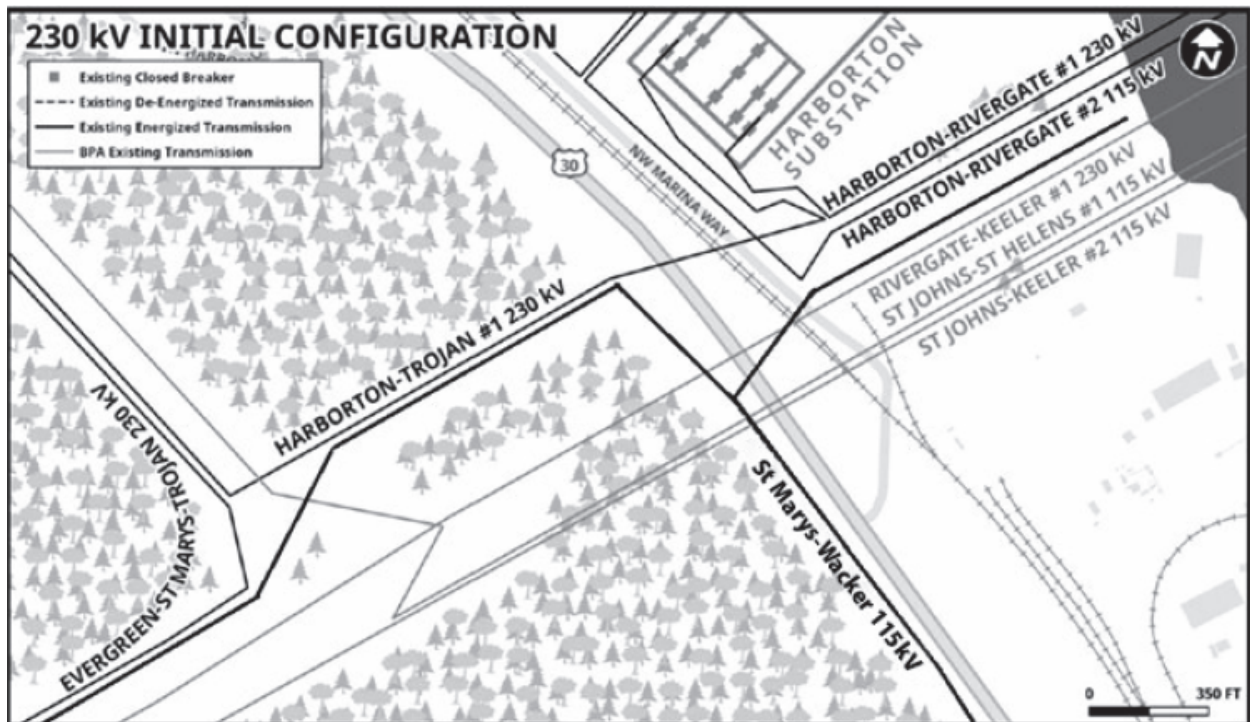 230 kV INITIAL CONFIGURATION
Existing Closed Breaker
Existing De-Energized Transmission
Existing Energized Transmission
BPA Existing Transmission
N
30
NW MARINA WAY
HARBORTON
SUBSTATION
HARBORTON-RIVERGATE #1 230 kV
HARBORTON-RIVERGATE #2 115 kV
RIVERGATE-KEELER #1 230 kV
ST JOHNS-ST HELENS #1 115 kV
ST JOHNS-KEELER #2 115 kV
HARBORTON-TROJAN #1 230 kV
EVERGREEN-ST MARYS-TROJAN 230 kV
St Marys-Wacker 115kV
0 350 FT